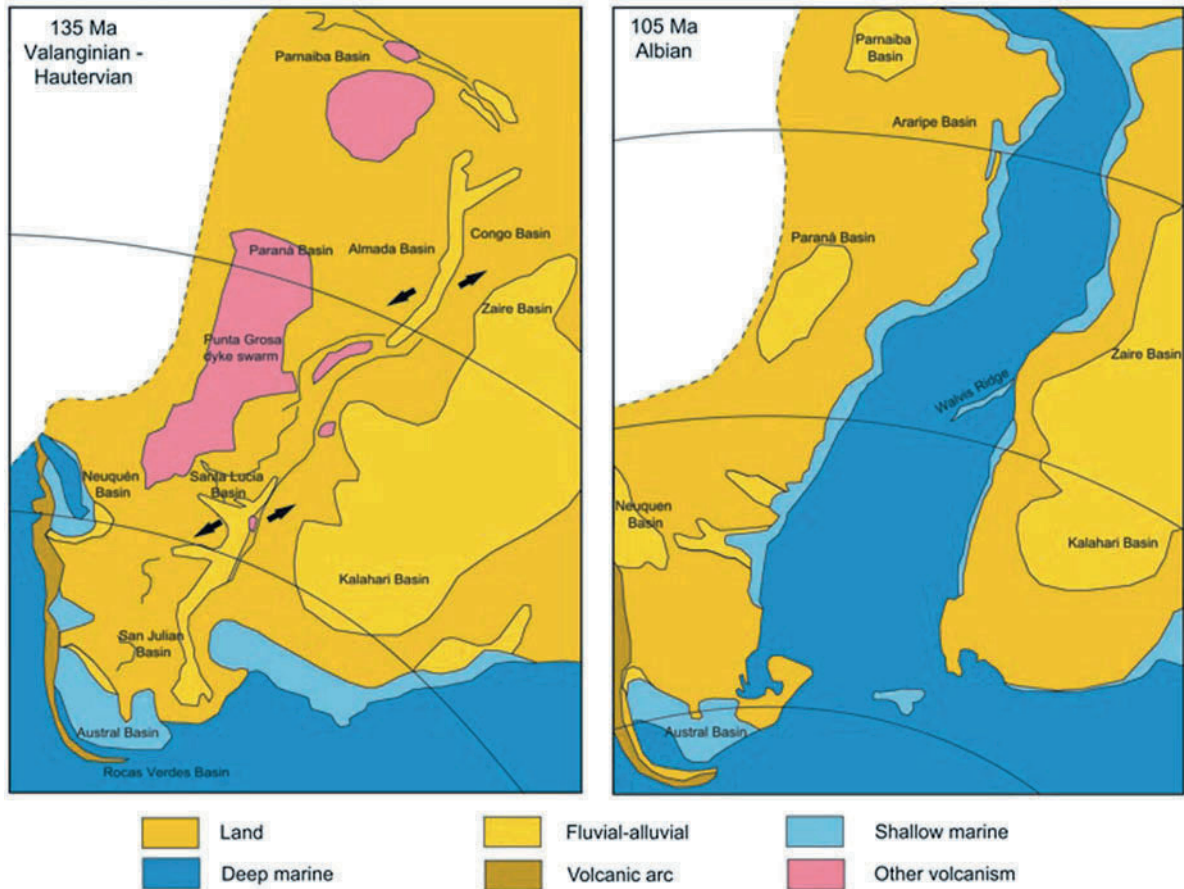 135 Ma
Valanginian -
Hautervian
Parnaiba Basin
Paraná Basin
Almada Basin
Congo Basin
Zaire Basin
Punta Grosa
dyke swarm
Neuquén
Basin
Santa Lucia
Basin
Kalahari Basin
San Julian
Basin
Austral Basin
Rocas Verdes Basin
105 Ma
Albian
Parnaiba
Basin
Araripe Basin
Paraná Basin
Zaire Basin
Walvis Ridge
Neuquen
Basin
Kalahari Basin
Austral Basin
Land
Fluvial-alluvial
Shallow marine
Deep marine
Volcanic arc
Other volcanism